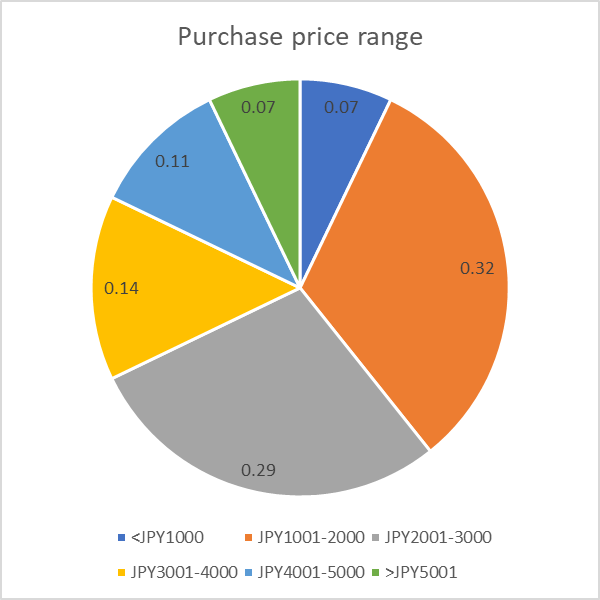 Purchase price range
0.07 0.07
0.11
0.32
0.14
0.29
<JPY1000 JPY1001-2000 JPY2001-3000
JPY3001-4000 JPY4001-5000 >JPY5001